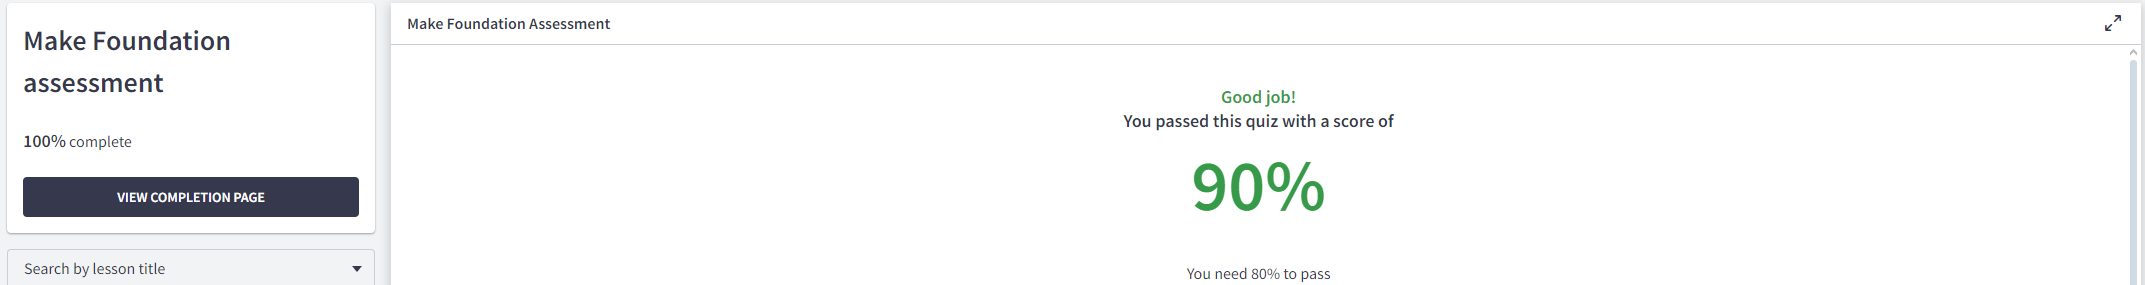 Make Foundation
assessment
100% complete
VIEW COMPLETION PAGE
Search by lesson title
Make Foundation Assessment
Good job!
You passed this quiz with a score of
90%
You need 80% to pass